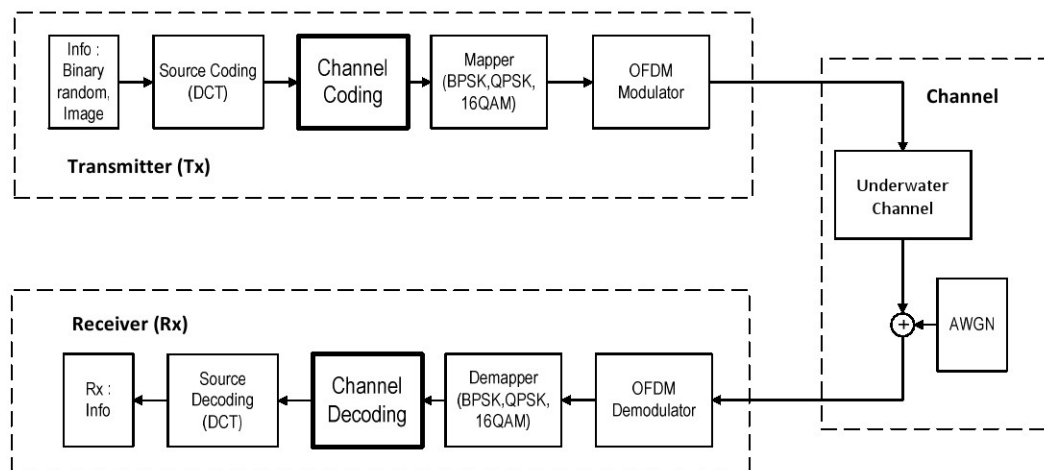 Info :
Binary
random,
Image
Source Coding
(DCT)
Channel
Coding
Mapper
(BPSK,QPSK,
16QAM)
OFDM
Modulator
Transmitter (Tx)
Channel
Underwater
Channel
+
AWGN
Receiver (Rx)
Rx :
Info
Source
Decoding
(DCT)
Channel
Decoding
Demapper
(BPSK,QPSK,
16QAM)
OFDM
Demodulator